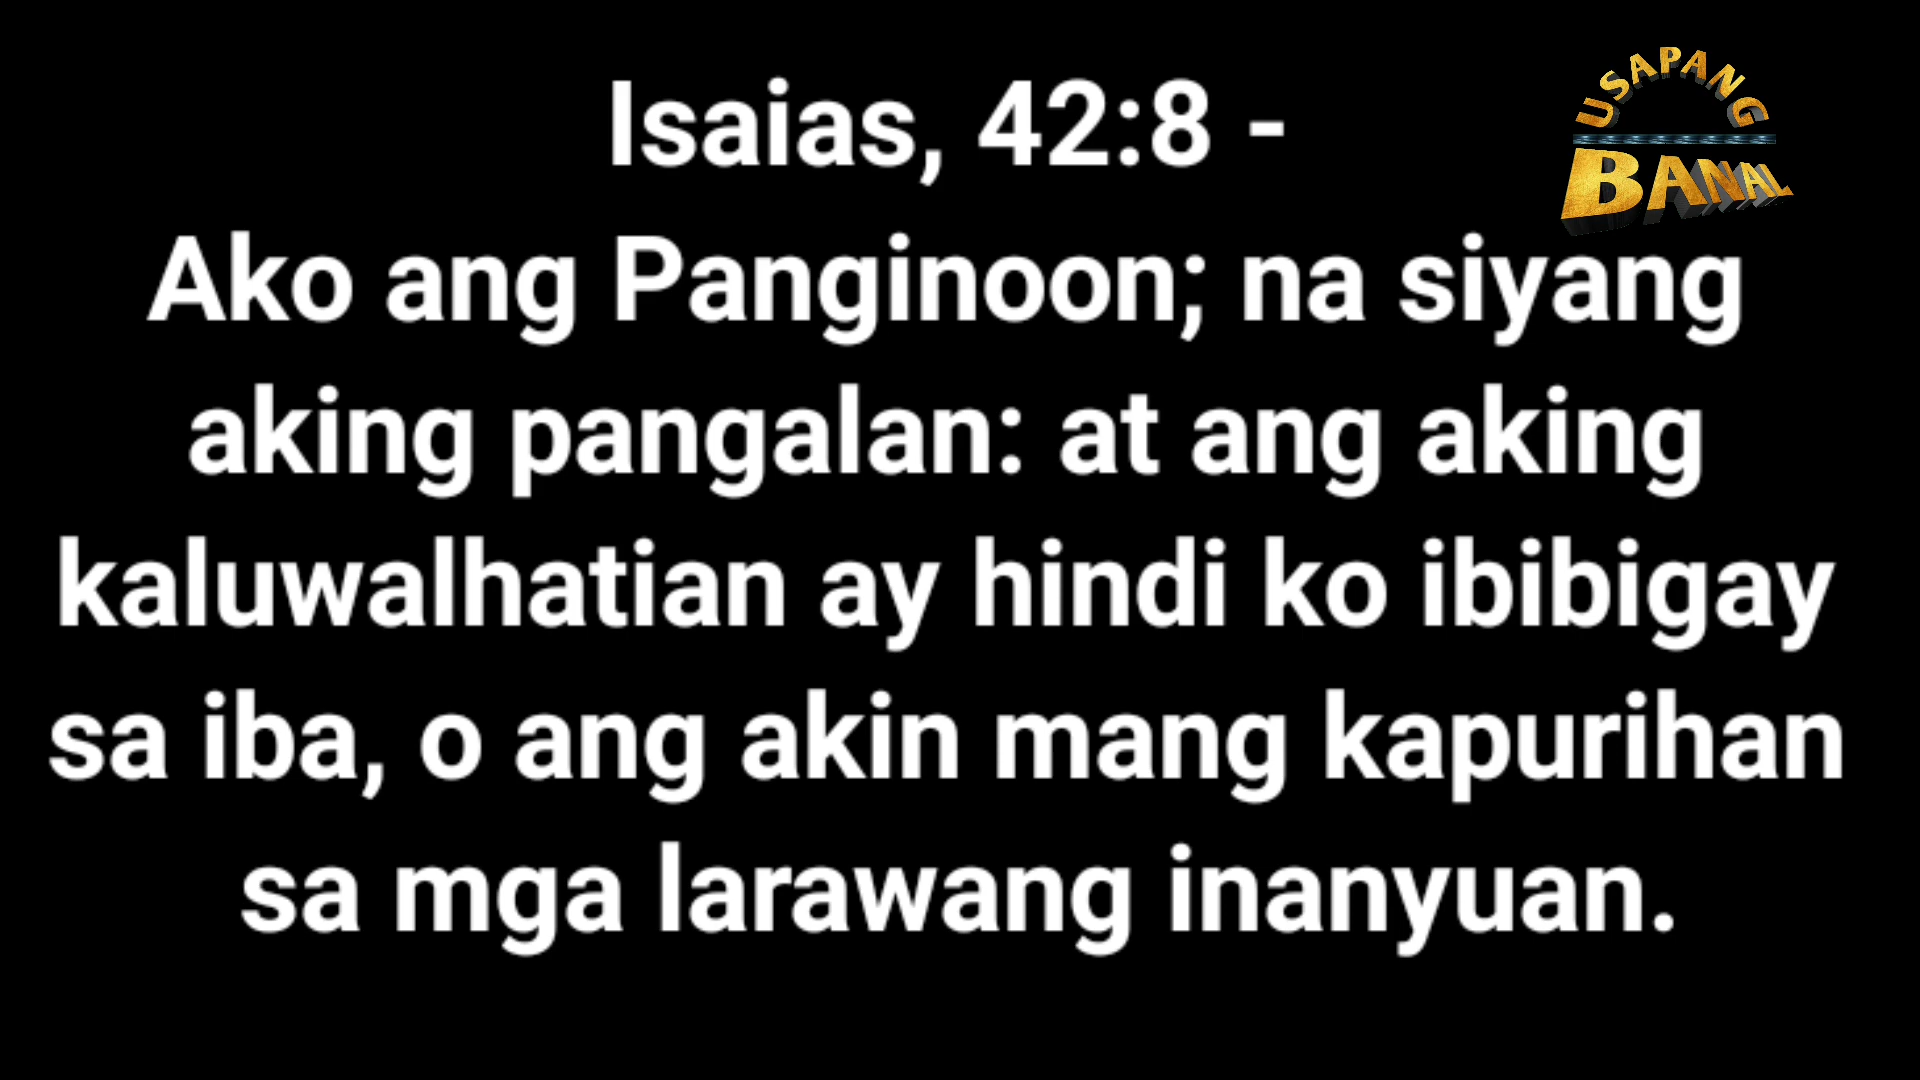 USAPANG
BANAL
Isaias, 42:8 -
Ako ang Panginoon; na siyang
aking pangalan: at ang aking
kaluwalhatian ay hindi ko ibibigay
sa iba, o ang akin mang kapurihan
sa mga larawang inanyuan.